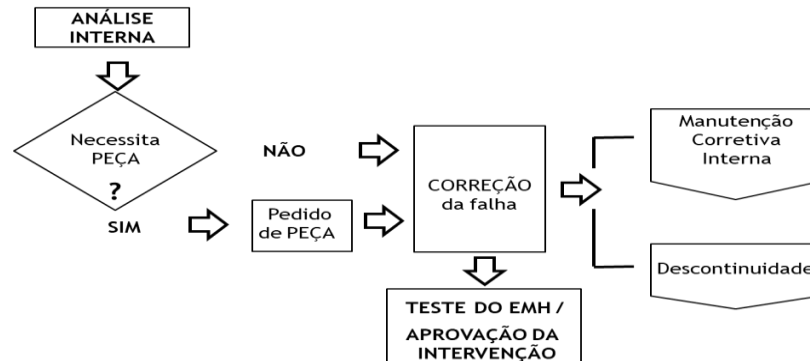 ANÁLISE
INTERNA
Necessita
PEÇA
?
NÃO
SIM
Pedido
de PEÇA
CORREÇÃO
da falha
Manutenção
Corretiva
Interna
Descontinuidade
TESTE DO EMH /
APROVAÇÃO DA
INTERVENÇÃO